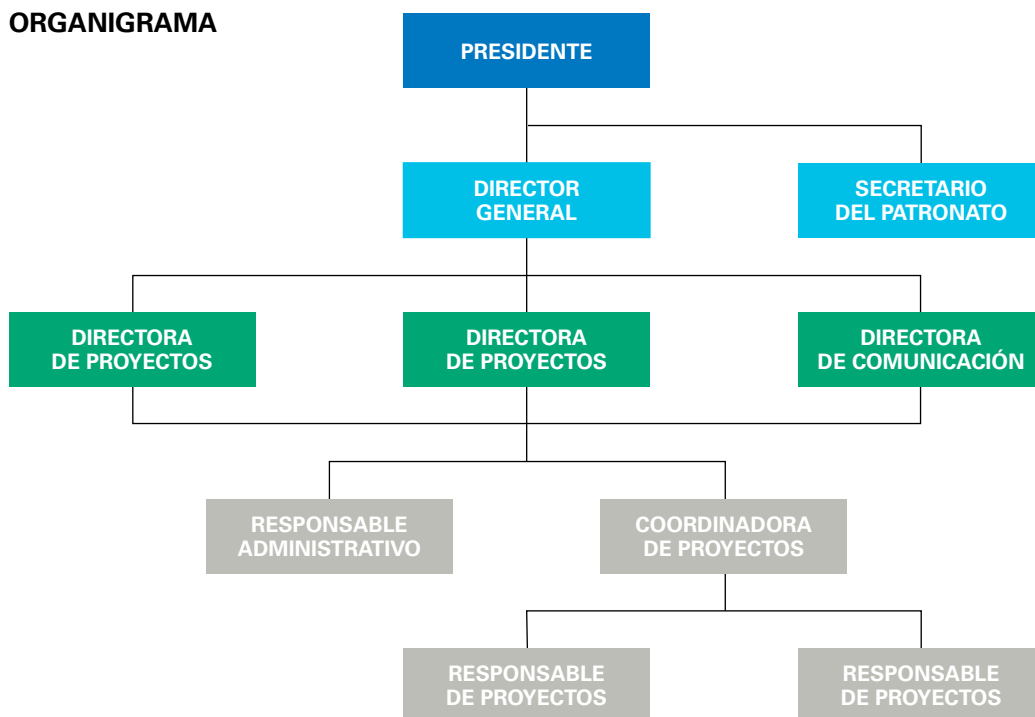 ORGANIGRAMA
PRESIDENTE
DIRECTOR
GENERAL
SECRETARIO
DEL PATRONATO
DIRECTORA
DE PROYECTOS
DIRECTORA
DE PROYECTOS
DIRECTORA
DE COMUNICACIÓN
RESPONSABLE
ADMINISTRATIVO
COORDINADORA
DE PROYECTOS
RESPONSABLE
DE PROYECTOS
RESPONSABLE
DE PROYECTOS